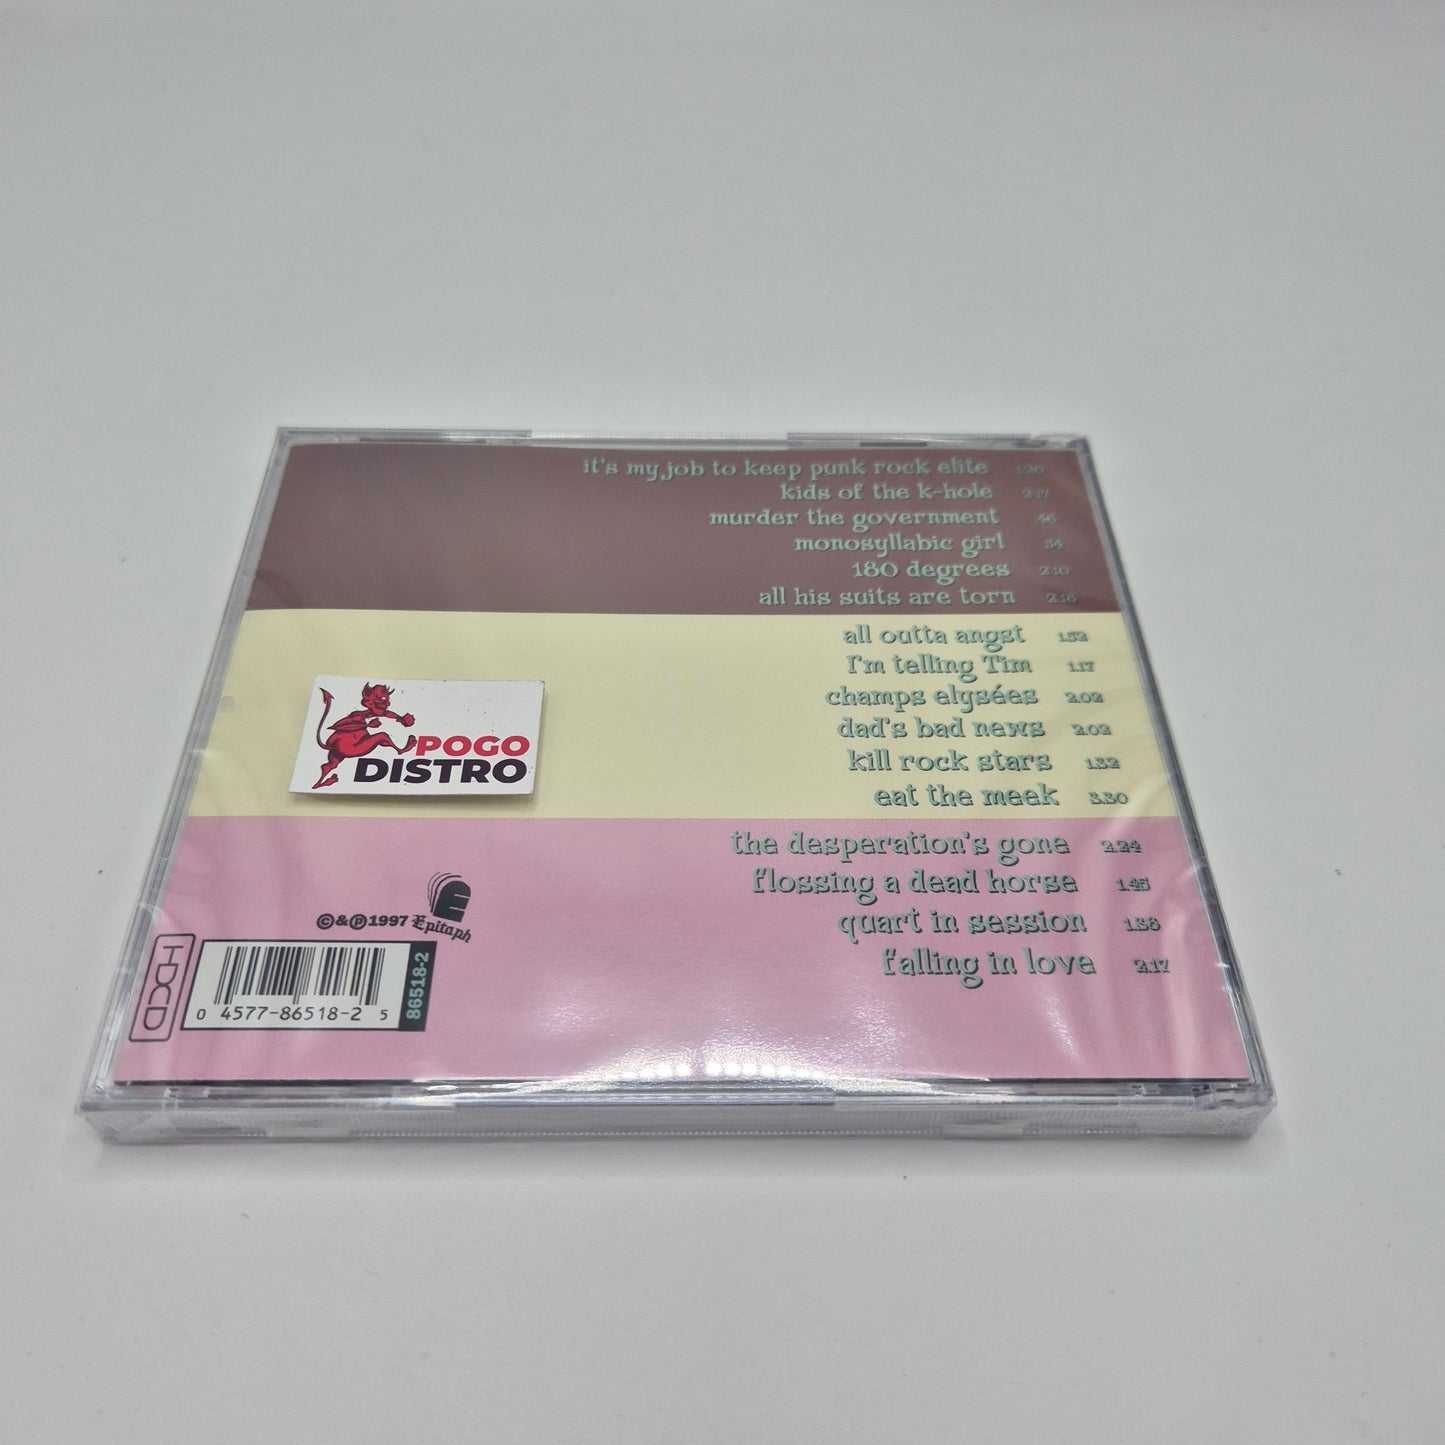 it's my job to keep punk rock elite 1.20
kids of the k-hole 2.17
murder the government .46
monosyllabic girl .54
180 degrees 2.10
all his suits are torn 2.18
all outta angst 1.52
I'm telling Tim 1.17
champs elysées 2.02
dad's bad news 2.02
kill rock stars 1.32
eat the meek 3.30
the desperation's gone 2.24
flossing a dead horse 1.45
quart in session 1.38
falling in love 2.17
POGO
DISTRO
©&℗1997 Epitaph
HDCD
0 4577-86518-2 5
86518-2